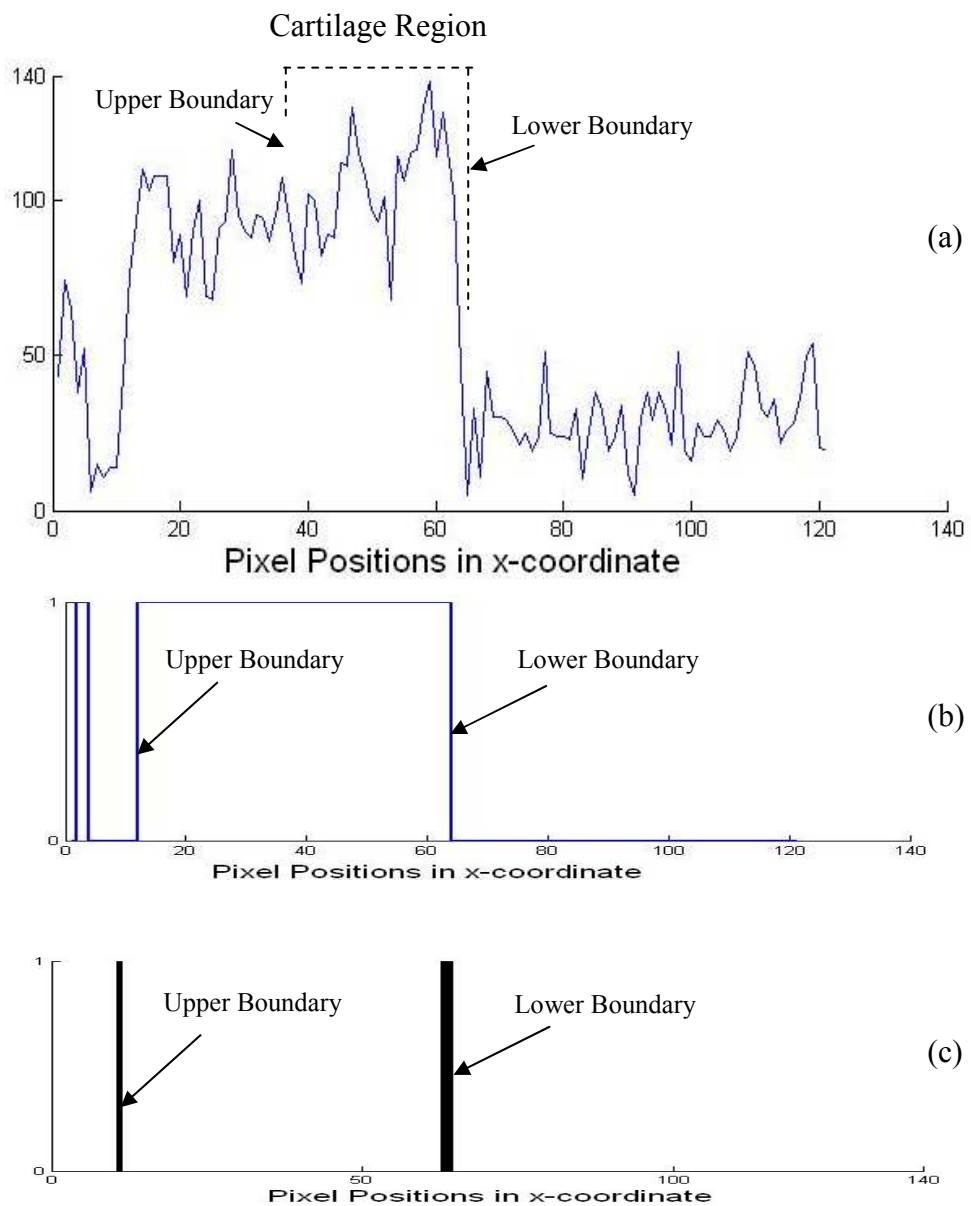 Cartilage Region
140
Upper Boundary
Lower Boundary
100
(a)
50
0
0 20 40 60 80 100 120 140
Pixel Positions in x-coordinate
1
Upper Boundary
Lower Boundary
(b)
0
0 20 40 60 80 100 120 140
Pixel Positions in x-coordinate
1
Upper Boundary
Lower Boundary
(c)
0
0 50 100 140
Pixel Positions in x-coordinate